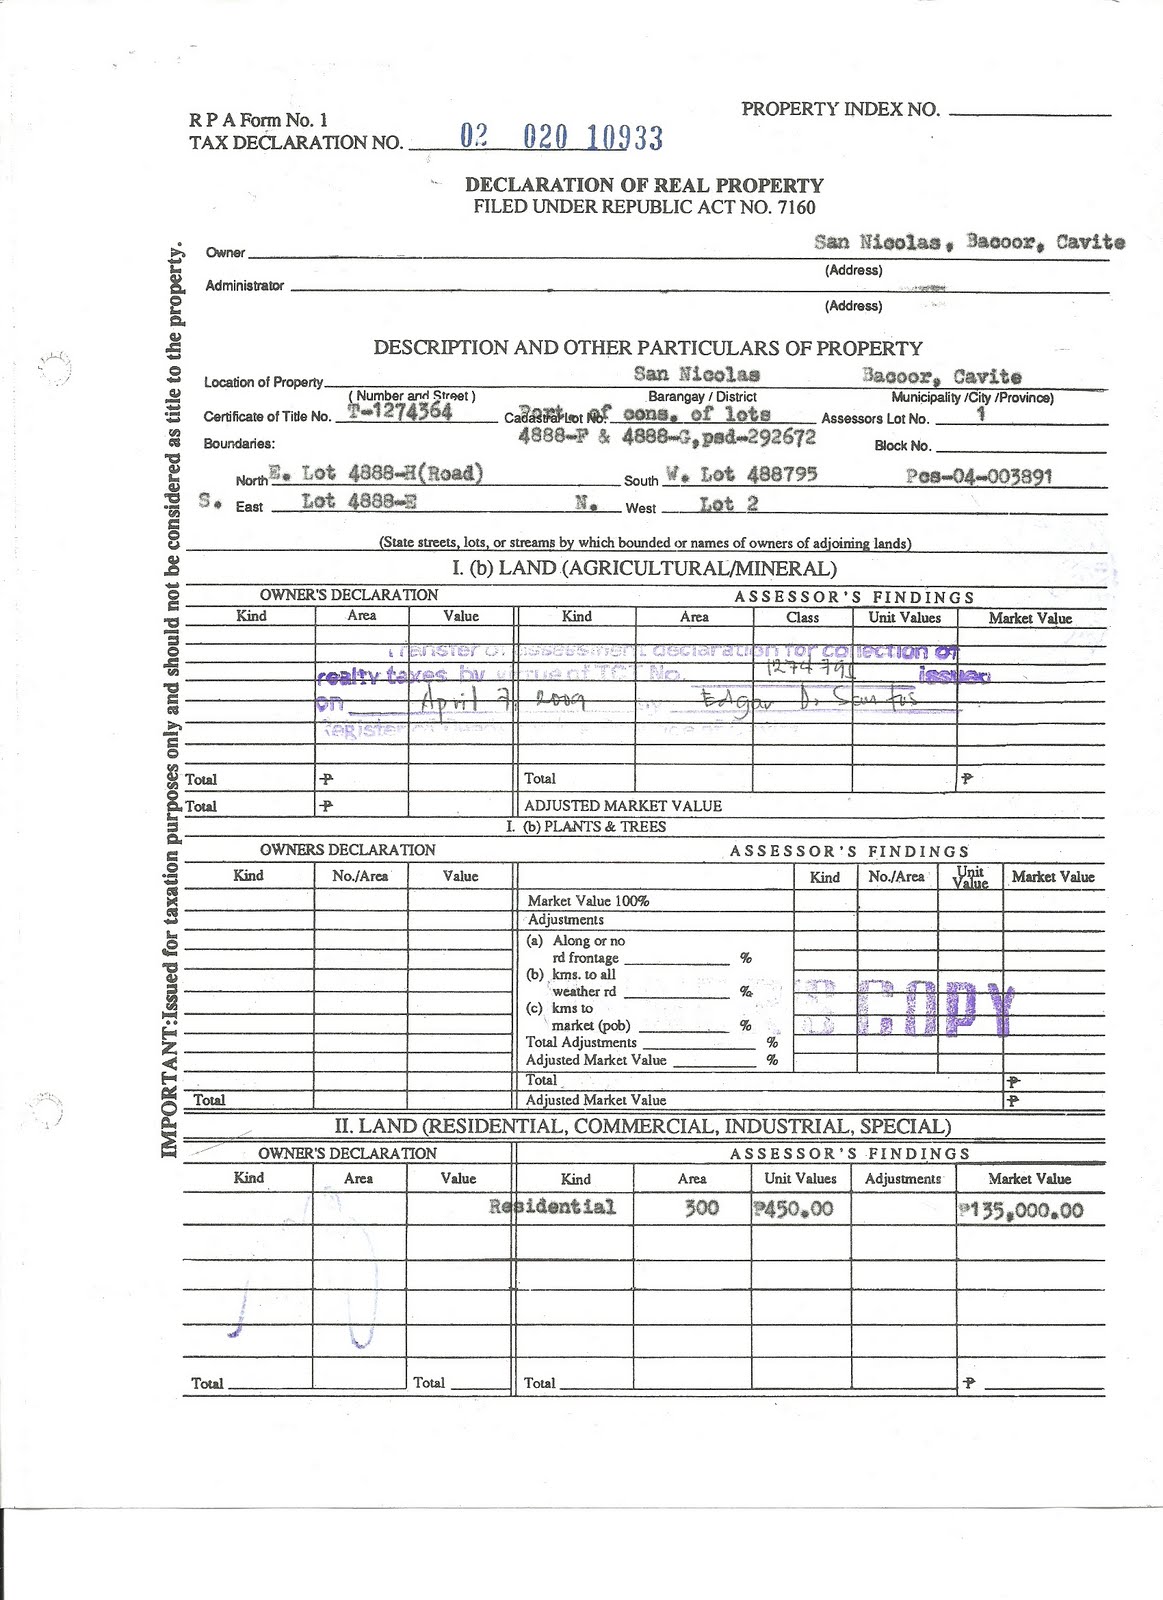 PROPERTY INDEX NO.
R P A Form No. 1
TAX DECLARATION NO. 02 020 10933
DECLARATION OF REAL PROPERTY
FILED UNDER REPUBLIC ACT NO. 7160
IMPORTANT:Issued for taxation purposes only and should not be considered as title to the property.
Owner San Nicolas, Bacoor, Cavite
(Address)
Administrator
(Address)
DESCRIPTION AND OTHER PARTICULARS OF PROPERTY
Location of Property San Nicolas Bacoor, Cavite
( Number and Street ) Barangay / District Municipality /City /Province)
Certificate of Title No. T-1274364 Cadastral Lot No. Port. of cons. of lots Assessors Lot No. 1
Boundaries: 4888-F & 4888-G,psd-292672 Block No.
North E. Lot 4888-H(Road) South W. Lot 488795 Pcs-04-003891
S. East Lot 4888-E N. West Lot 2
(State streets, lots, or streams by which bounded or names of owners of adjoining lands)
I. (b) LAND (AGRICULTURAL/MINERAL)
OWNER'S DECLARATION ASSESSOR'S FINDINGS
Kind Area Value Kind Area Class Unit Values Market Value
Transfer of assessment declaration for collection of
realty taxes by virtue of TCT No. 1274791 issued
on April 7 2009 by Edgar D. Santos
Register of Deeds
Total ₱ Total ₱
Total ₱ ADJUSTED MARKET VALUE
I. (b) PLANTS & TREES
OWNERS DECLARATION ASSESSOR'S FINDINGS
Kind No./Area Value Kind No./Area Unit Value Market Value
Market Value 100%
Adjustments
(a) Along or no
rd frontage %
(b) kms. to all
weather rd %
(c) kms to
market (pob) %
COPY
Total Adjustments %
Adjusted Market Value %
Total ₱
Total Adjusted Market Value ₱
II. LAND (RESIDENTIAL, COMMERCIAL, INDUSTRIAL, SPECIAL)
OWNER'S DECLARATION ASSESSOR'S FINDINGS
Kind Area Value Kind Area Unit Values Adjustments Market Value
Residential 300 ₱450.00 ₱135,000.00
Total Total Total ₱